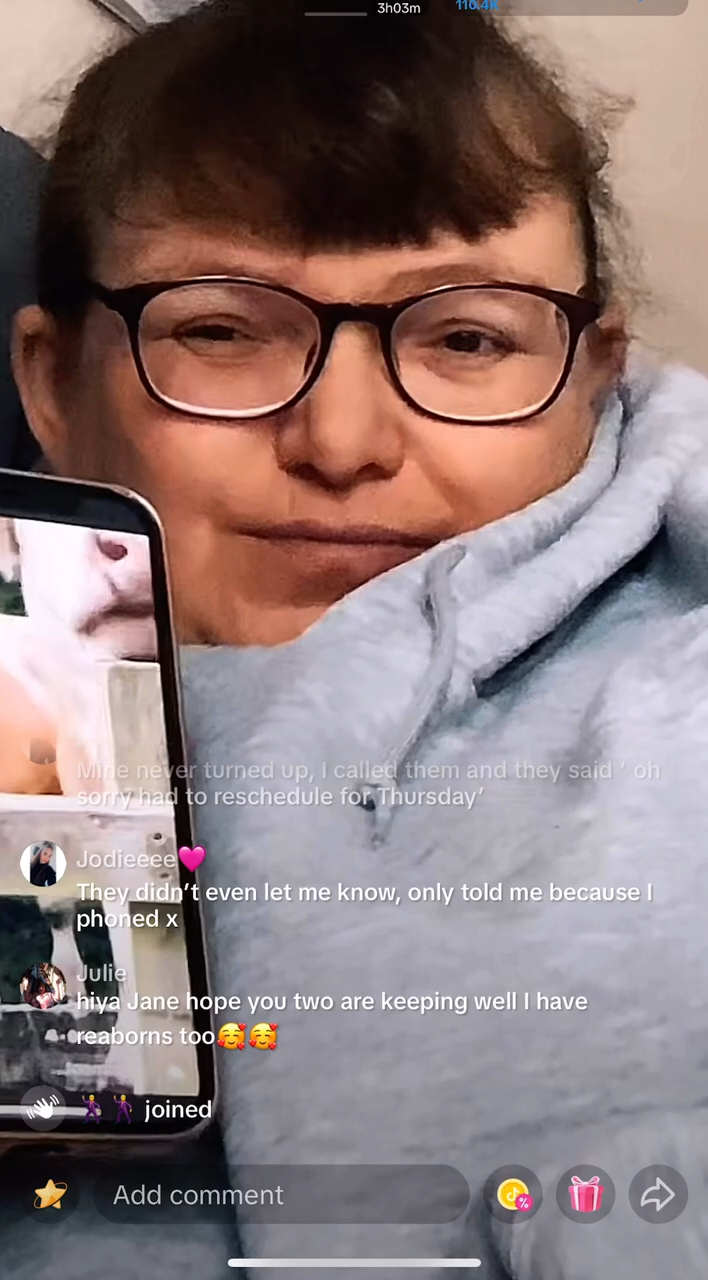 3h03m
110.4K
Mine never turned up, I called them and they said ‘ oh
sorry had to reschedule for Thursday’
Jodieeee🩷
They didn’t even let me know, only told me because I
phoned x
Julie
hiya Jane hope you two are keeping well I have
reaborns too🥰🥰
joined
Add comment